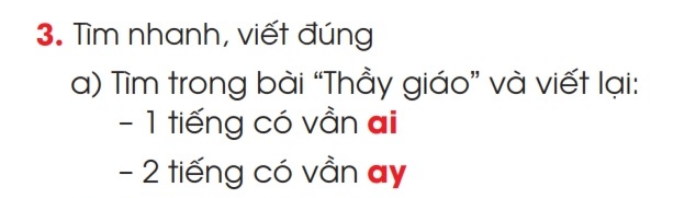 3. Tìm nhanh, viết đúng
a) Tìm trong bài “Thầy giáo” và viết lại:
– 1 tiếng có vần ai
– 2 tiếng có vần ay